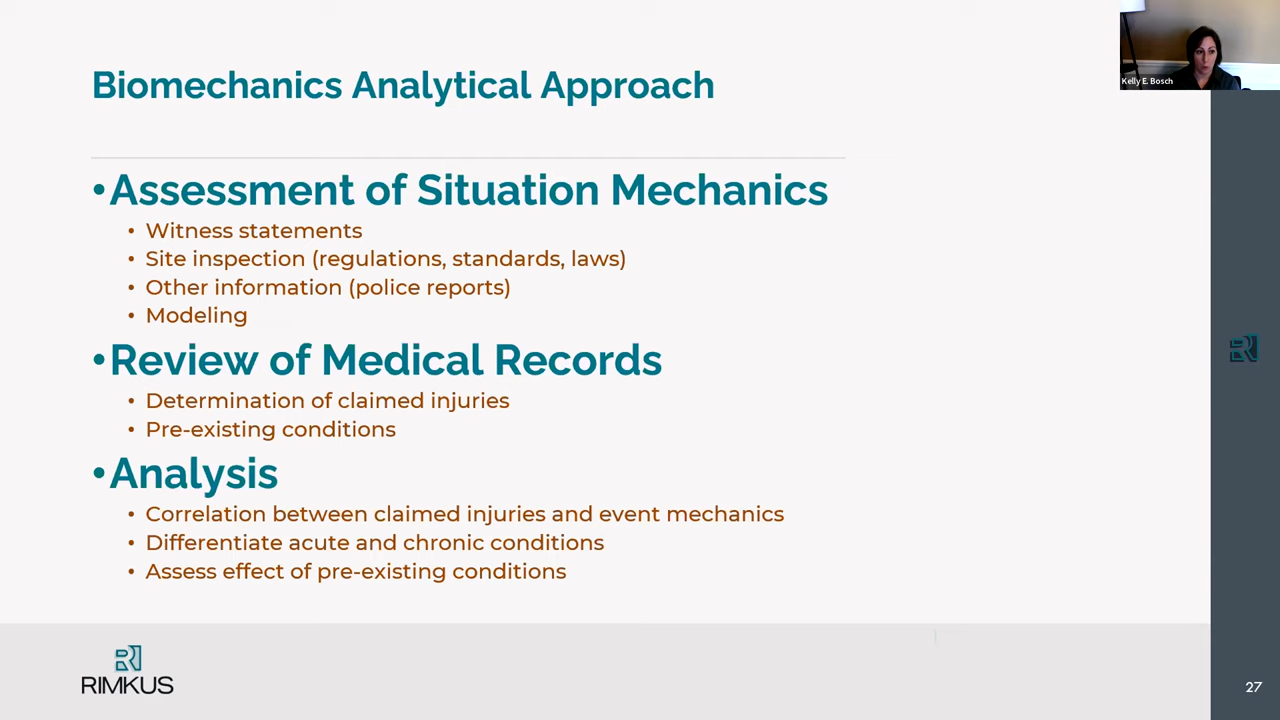 Biomechanics Analytical Approach
Kelly E. Bosch
•Assessment of Situation Mechanics
• Witness statements
• Site inspection (regulations, standards, laws)
• Other information (police reports)
• Modeling
•Review of Medical Records
• Determination of claimed injuries
• Pre-existing conditions
•Analysis
• Correlation between claimed injuries and event mechanics
• Differentiate acute and chronic conditions
• Assess effect of pre-existing conditions
RIMKUS
27